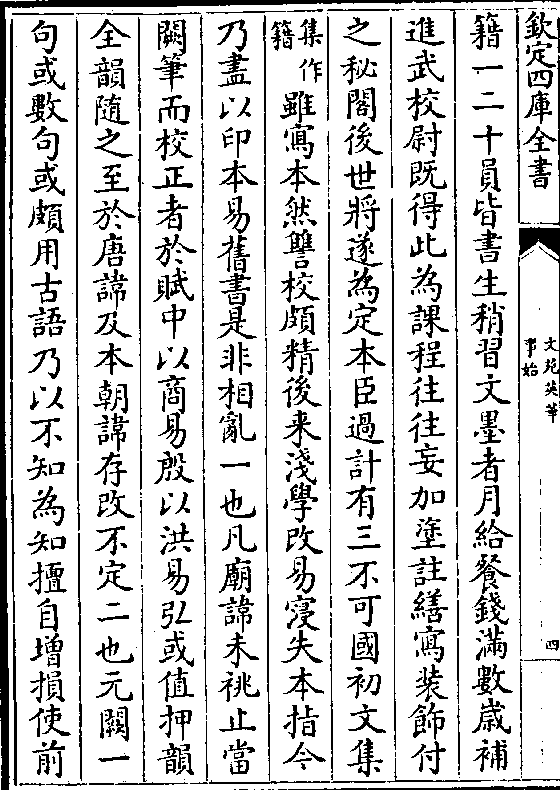 欽定四庫全書
文苑英華
事始
四
籍一二十員皆書生稍習文墨者月給餐錢滿數歳補
進武校尉既得此為課程往往妄加塗註繕寫装飾付
之秘閣後世將遂為定本臣過計有三不可國初文集
集作
籍
雖寫本然讐校頗精後来淺學改易寖失本指今
乃盡以印本易舊書是非相亂一也凡廟諱未祧止當
闕筆而校正者於賦中以商易殷以洪易弘或值押韻
全韻隨之至於唐諱及本朝諱存改不定二也元闕一
句或數句或頗用古語乃以不知為知擅自增損使前